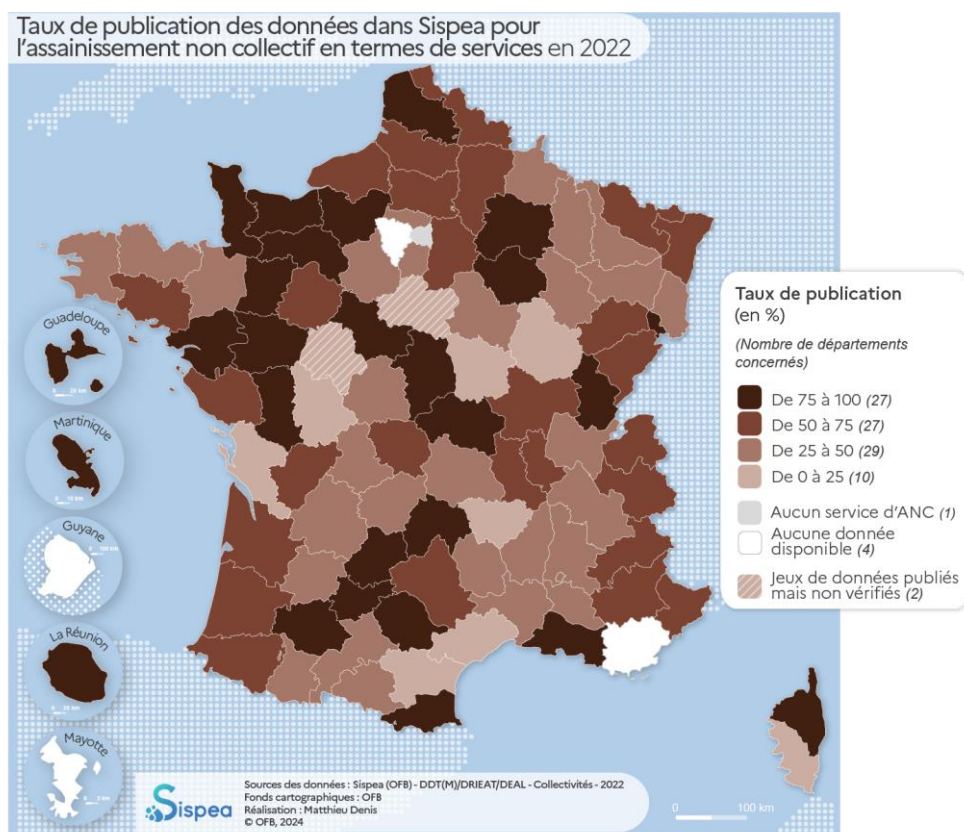 Taux de publication des données dans Sispea pour
l'assainissement non collectif en termes de services en 2022
Guadeloupe
Martinique
Guyane
La Réunion
Mayotte
Taux de publication
(en %)
(Nombre de départements
concernés)
De 75 à 100 (27)
De 50 à 75 (27)
De 25 à 50 (29)
De 0 à 25 (10)
Aucun service d'ANC (1)
Aucune donnée
disponible (4)
Jeux de données publiés
mais non vérifiés (2)
Sispea
Sources des données : Sispea (OFB) - DDT(M)/DRIEAT/DEAL - Collectivités - 2022
Fonds cartographiques : OFB
Réalisation : Matthieu Denis
© OFB, 2024
0 100 km